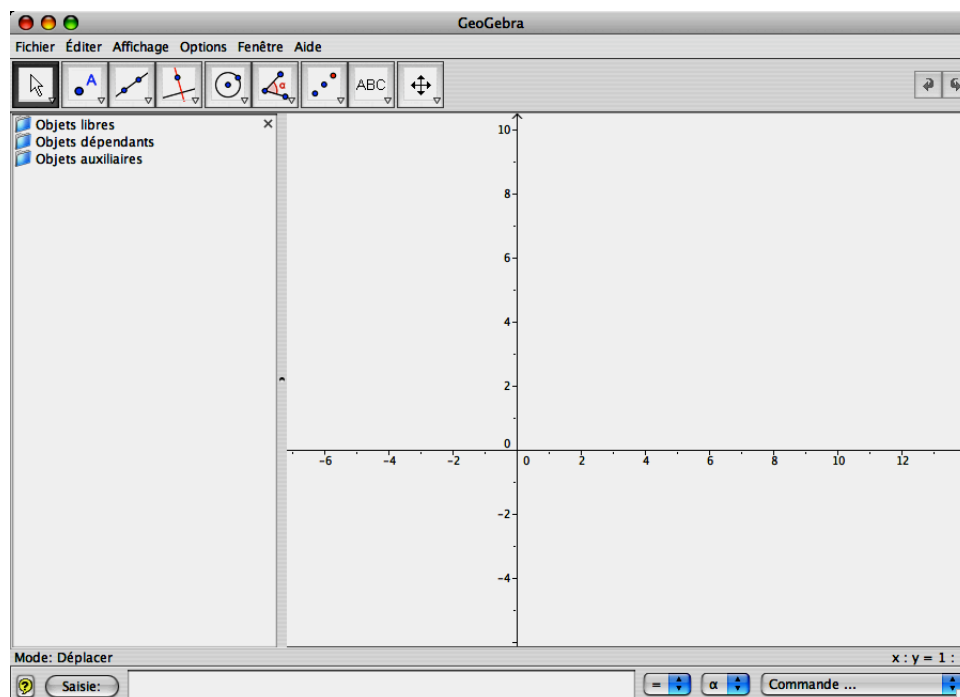 GeoGebra
Fichier Éditer Affichage Options Fenêtre Aide
A α ABC
Objets libres
Objets dépendants
Objets auxiliaires
10
8
6
4
2
0
-6 -4 -2 0 2 4 6 8 10 12
-2
-4
Mode: Déplacer x : y = 1 :
? Saisie: = α Commande ...